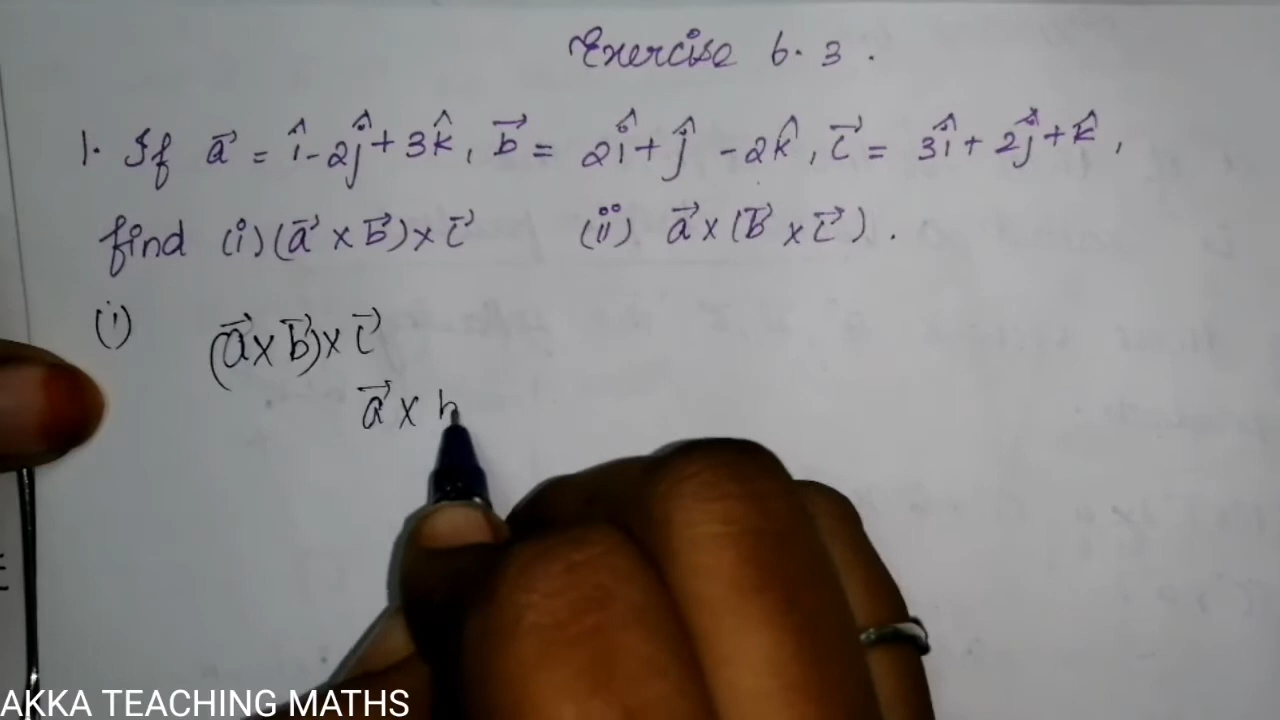 Exercise 6.3.
1. If a⃗ = î - 2ĵ + 3k̂, b⃗ = 2î + ĵ - 2k̂, c⃗ = 3î + 2ĵ + k̂,
find (i) (a⃗ × b⃗) × c⃗ (ii) a⃗ × (b⃗ × c⃗).
(i) (a⃗ × b⃗) × c⃗
a⃗ ×
AKKA TEACHING MATHS